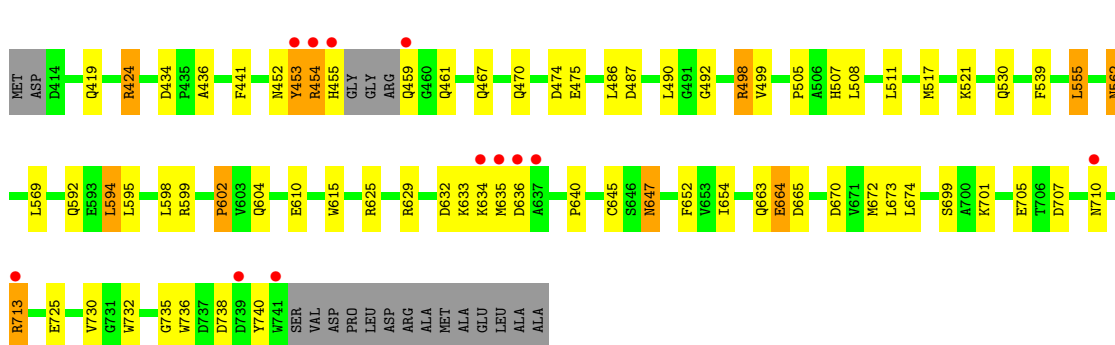 MET ASP D414 Q419 R424 D434 P435 A436 F441 N452 Y453 R454 H455 GLY GLY ARG Q459 G460 Q461 Q467 Q470 D474 E475 L486 D487 L490 G491 G492 R498 V499 P505 A506 H507 L508 L511 M517 K521 Q530 F539 L555 N562
L569 Q592 E593 L594 L595 L598 R599 P602 V603 Q604 E610 W615 R625 R629 D632 K633 K634 M635 D636 A637 P640 C645 S646 N647 F652 V653 I654 Q663 E664 D665 D670 V671 M672 L673 L674 S699 A700 K701 E705 T706 D707 N710
R713 E725 V730 G731 W732 G735 W736 D737 D738 D739 Y740 W741 SER VAL ASP PRO LEU ASP ARG ALA MET ALA GLU LEU ALA ALA